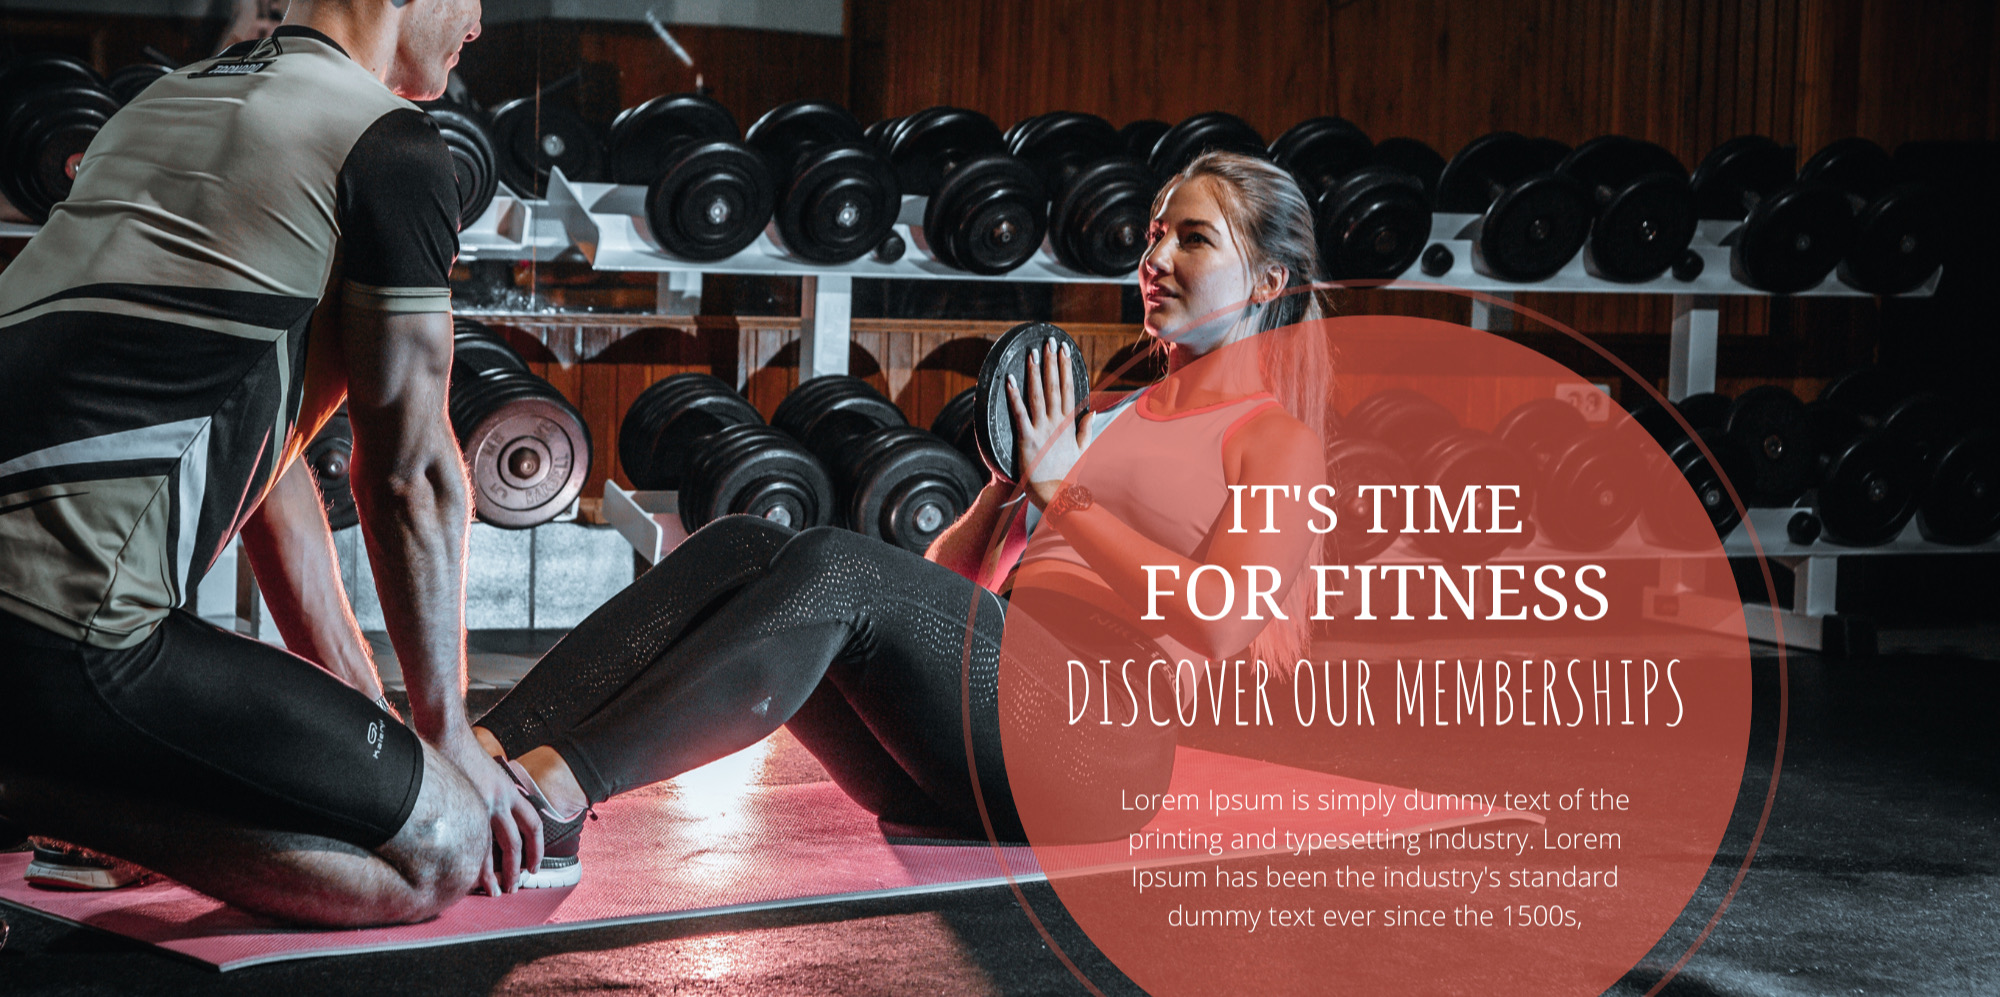 IT'S TIME
FOR FITNESS
DISCOVER OUR MEMBERSHIPS
Lorem Ipsum is simply dummy text of the
printing and typesetting industry. Lorem
Ipsum has been the industry's standard
dummy text ever since the 1500s,
Kalenji